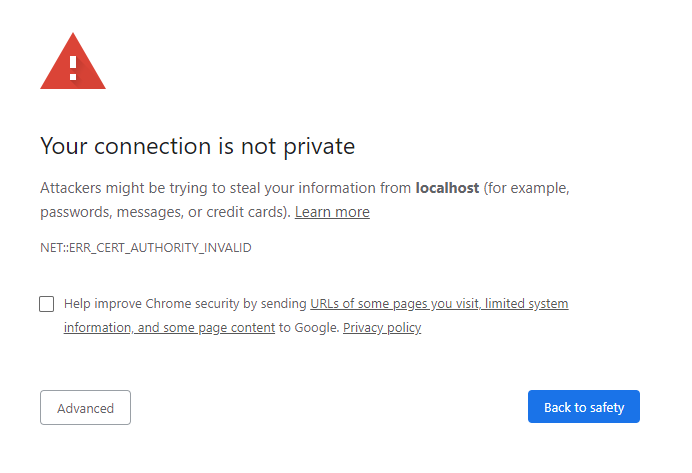 Your connection is not private
Attackers might be trying to steal your information from localhost (for example,
passwords, messages, or credit cards). Learn more
NET::ERR_CERT_AUTHORITY_INVALID
Help improve Chrome security by sending URLs of some pages you visit, limited system
information, and some page content to Google. Privacy policy
Advanced
Back to safety